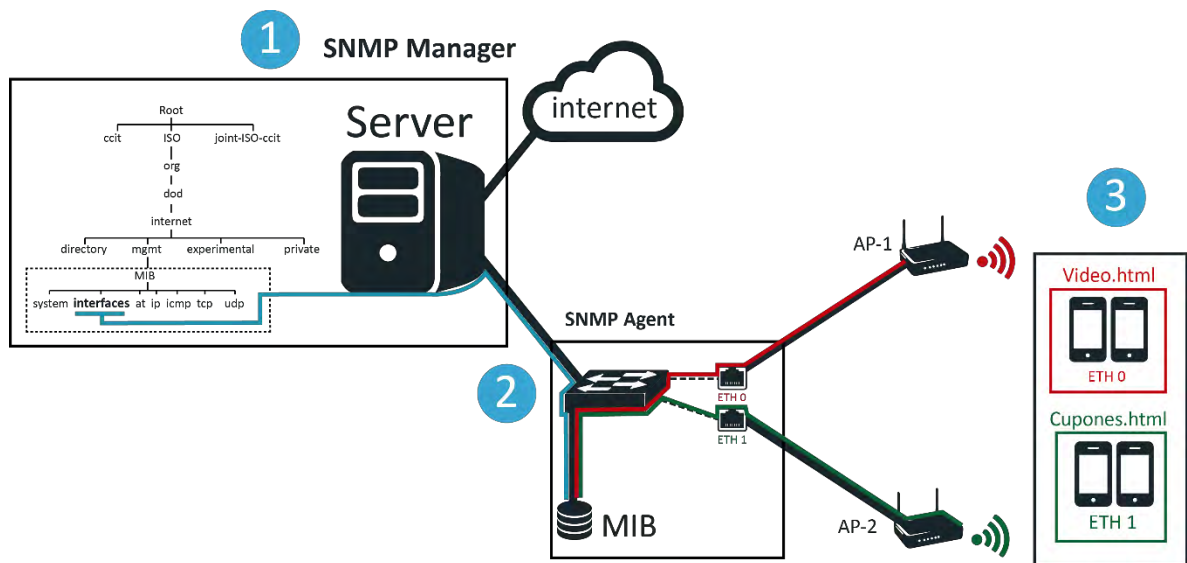 1
SNMP Manager
Root
ccit ISO joint-ISO-ccit
org
dod
internet
directory mgmt experimental private
MIB
system interfaces at ip icmp tcp udp
Server
internet
2
SNMP Agent
ETH 0
ETH 1
MIB
AP-1
AP-2
3
Video.html
ETH 0
Cupones.html
ETH 1